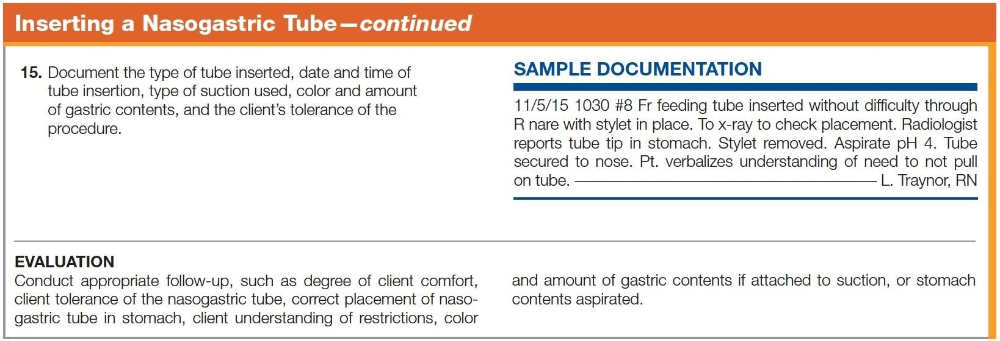 Inserting a Nasogastric Tube—continued
15. Document the type of tube inserted, date and time of
tube insertion, type of suction used, color and amount
of gastric contents, and the client's tolerance of the
procedure.
SAMPLE DOCUMENTATION
11/5/15 1030 #8 Fr feeding tube inserted without difficulty through
R nare with stylet in place. To x-ray to check placement. Radiologist
reports tube tip in stomach. Stylet removed. Aspirate pH 4. Tube
secured to nose. Pt. verbalizes understanding of need to not pull
on tube. ———————————————— L. Traynor, RN
EVALUATION
Conduct appropriate follow-up, such as degree of client comfort,
client tolerance of the nasogastric tube, correct placement of naso-
gastric tube in stomach, client understanding of restrictions, color
and amount of gastric contents if attached to suction, or stomach
contents aspirated.